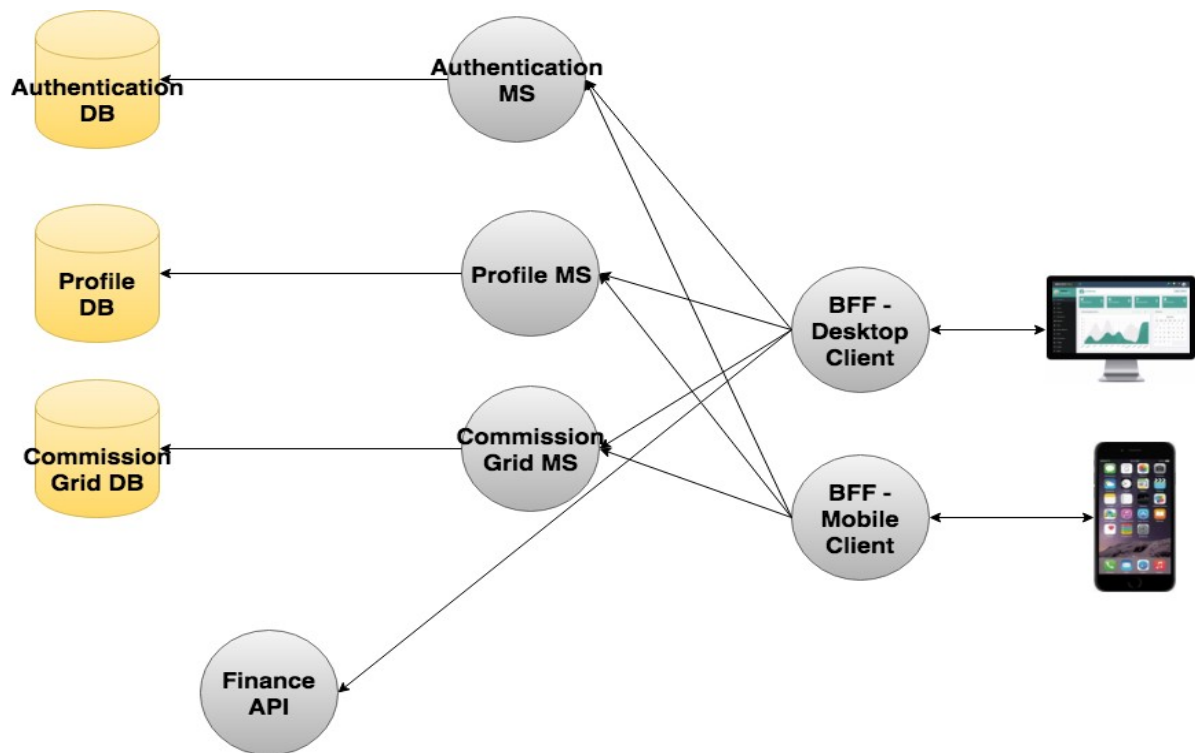 Authentication
DB
Authentication
MS
Profile
DB
Profile MS
BFF -
Desktop
Client
Commission
Grid DB
Commission
Grid MS
BFF -
Mobile
Client
Finance
API